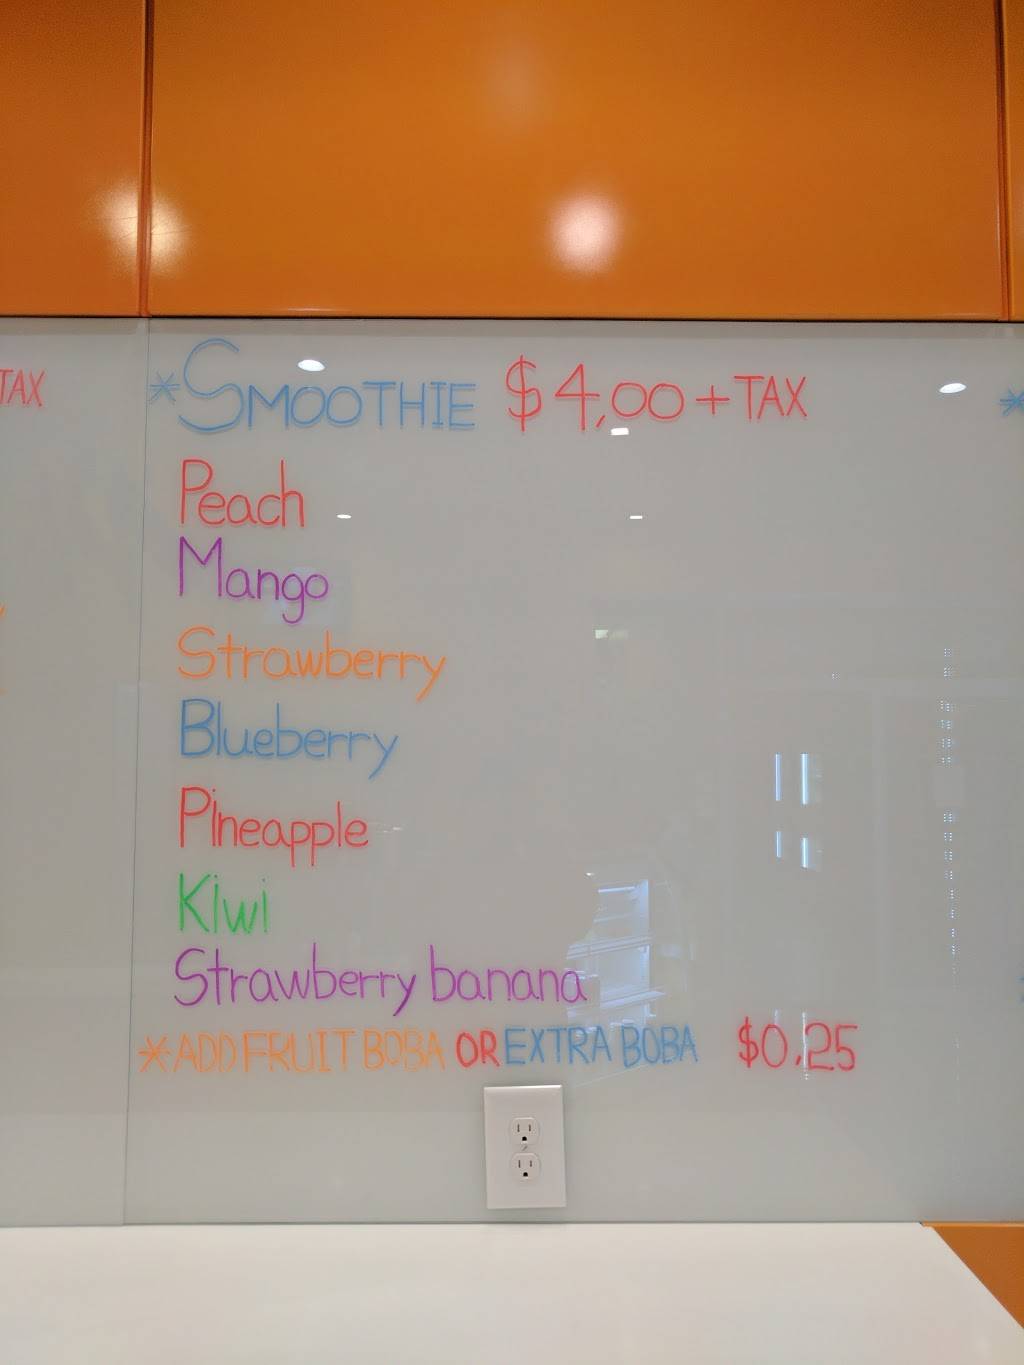 TAX
*SMOOTHIE $4,00 + TAX
Peach
Mango
Strawberry
Blueberry
Pineapple
Kiwi
Strawberry banana
*ADD FRUIT BOBA OR EXTRA BOBA $0.25